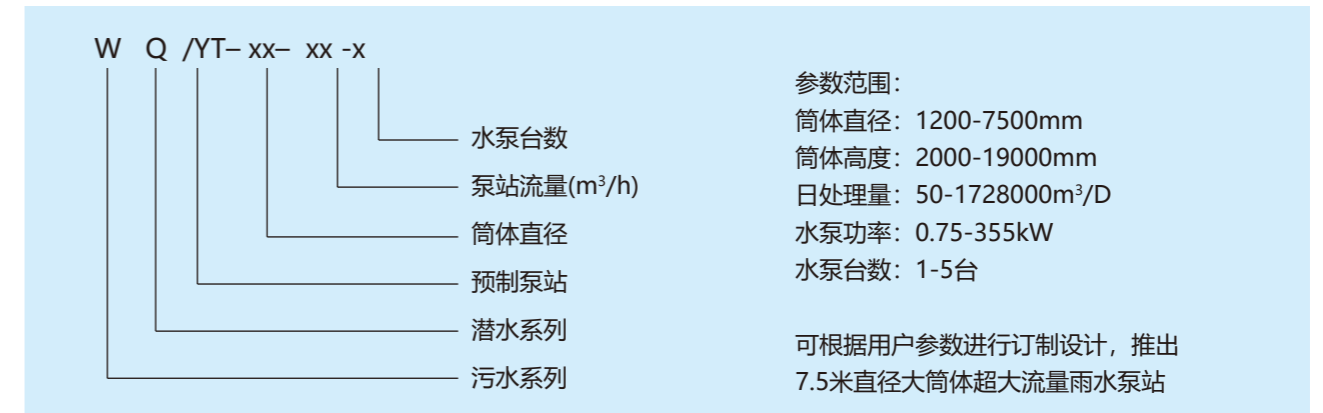 W Q /YT– xx– xx -x
水泵台数
泵站流量(m³/h)
筒体直径
预制泵站
潜水系列
污水系列
参数范围：
筒体直径：1200-7500mm
筒体高度：2000-19000mm
日处理量：50-1728000m³/D
水泵功率：0.75-355kW
水泵台数：1-5台
可根据用户参数进行订制设计，推出
7.5米直径大筒体超大流量雨水泵站